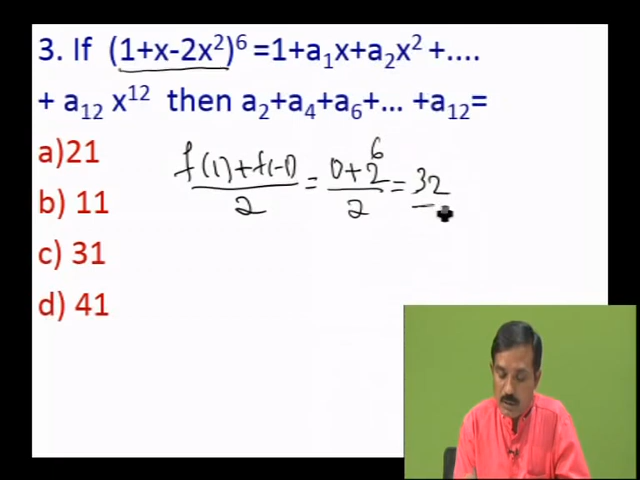 3. If (1+x-2x²)⁶ =1+a₁x+a₂x² +....
+ a₁₂ x¹² then a₂+a₄+a₆+... +a₁₂=
a)21
b) 11
c) 31
d) 41
f(1)+f(-1)/2 = 0+2⁶/2 = 32